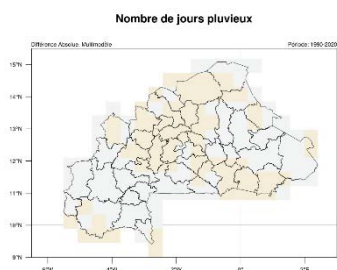 Nombre de jours pluvieux
Différence Absolue, Multimodèle
Période: 1990-2020
15°N
14°N
13°N
12°N
11°N
10°N
9°N